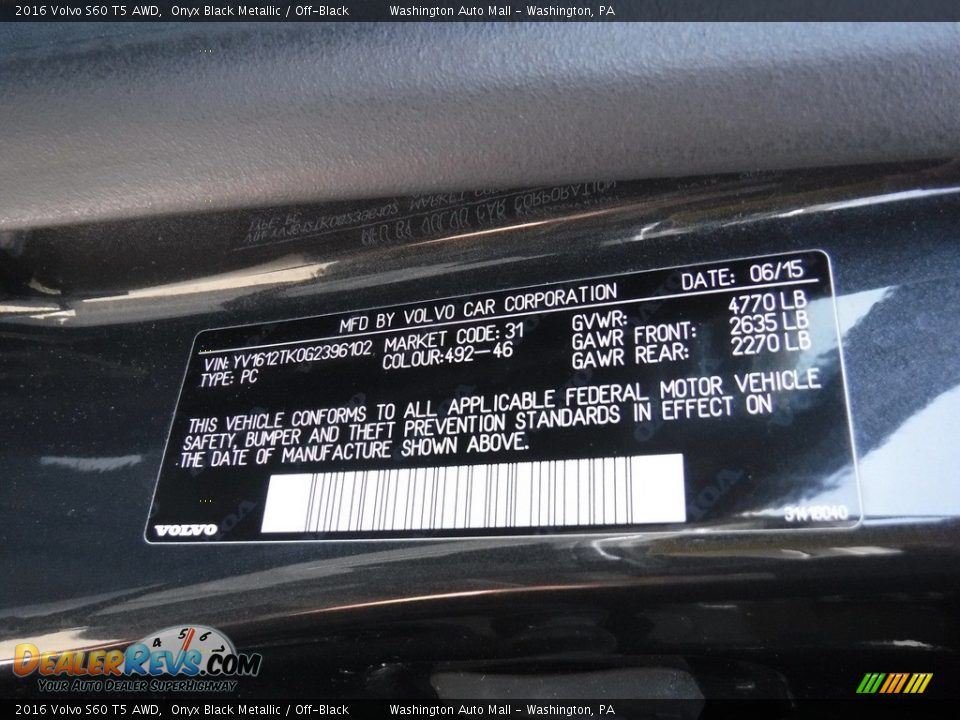 2016 Volvo S60 T5 AWD, Onyx Black Metallic / Off-Black Washington Auto Mall - Washington, PA
MFD BY VOLVO CAR CORPORATION DATE: 06/15
VIN: YV1612TK0G2396102 MARKET CODE: 31 GVWR: 4770 LB
TYPE: PC COLOUR:492-46 GAWR FRONT: 2635 LB
GAWR REAR: 2270 LB
THIS VEHICLE CONFORMS TO ALL APPLICABLE FEDERAL MOTOR VEHICLE
SAFETY, BUMPER AND THEFT PREVENTION STANDARDS IN EFFECT ON
THE DATE OF MANUFACTURE SHOWN ABOVE.
VOLVO 31418040
4 5 6
DealerRevs.com
Your Auto Dealer SuperHighway
2016 Volvo S60 T5 AWD, Onyx Black Metallic / Off-Black Washington Auto Mall - Washington, PA